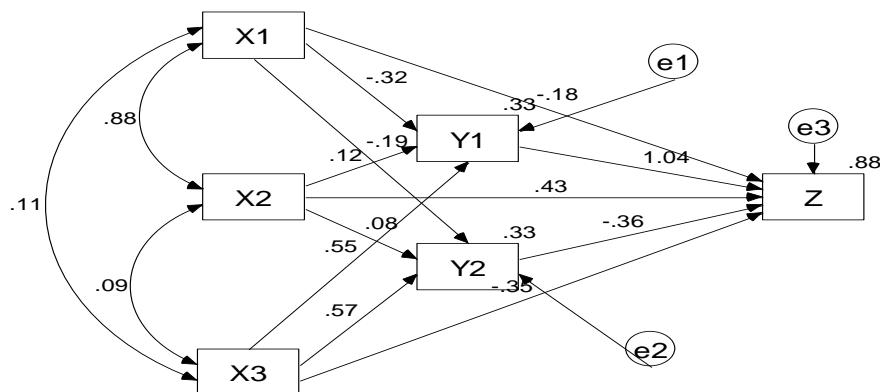 X1
e1
-.32
-.18
.33
e3
.88
-.19
Y1
.12
1.04
.88
X2
.43
Z
.11
.08
.33
-.36
.55
Y2
.09
-.35
.57
e2
X3